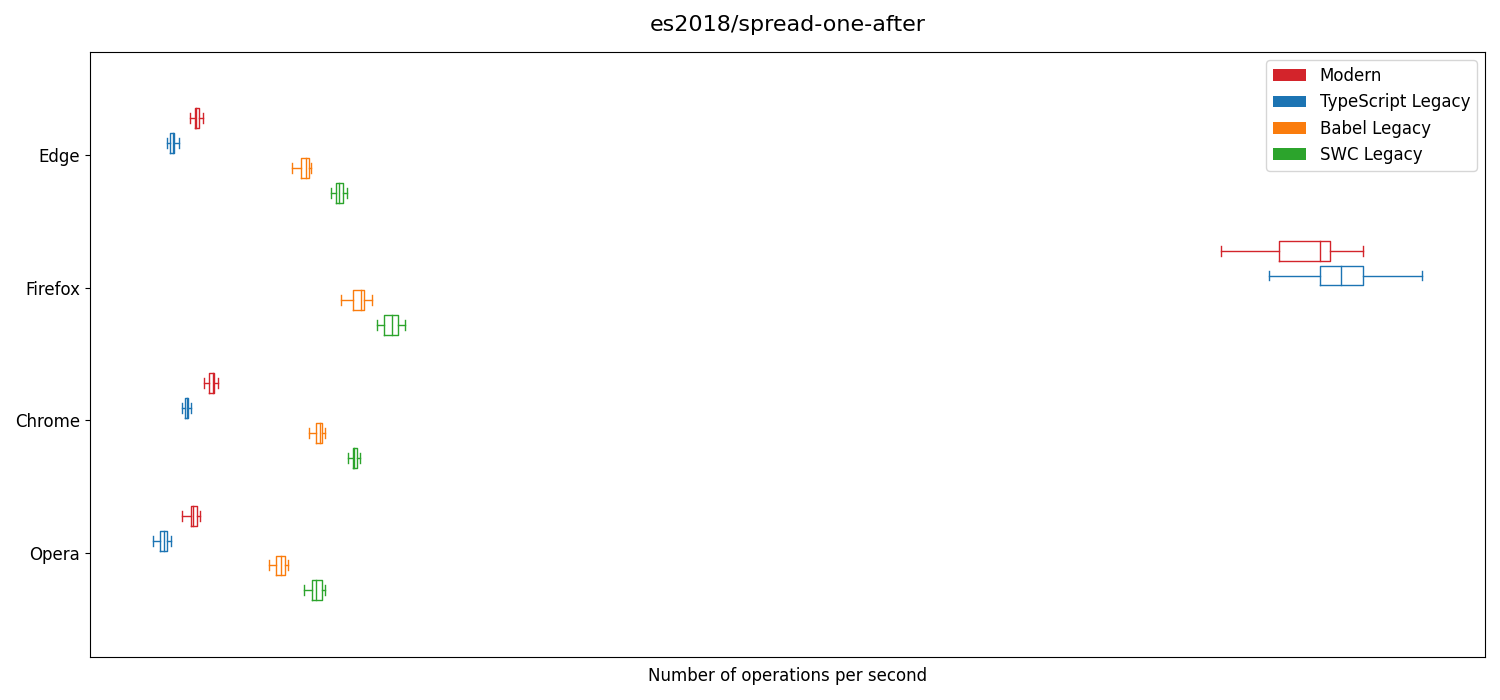 es2018/spread-one-after
Modern
TypeScript Legacy
Babel Legacy
SWC Legacy
Edge
Firefox
Chrome
Opera
Number of operations per second